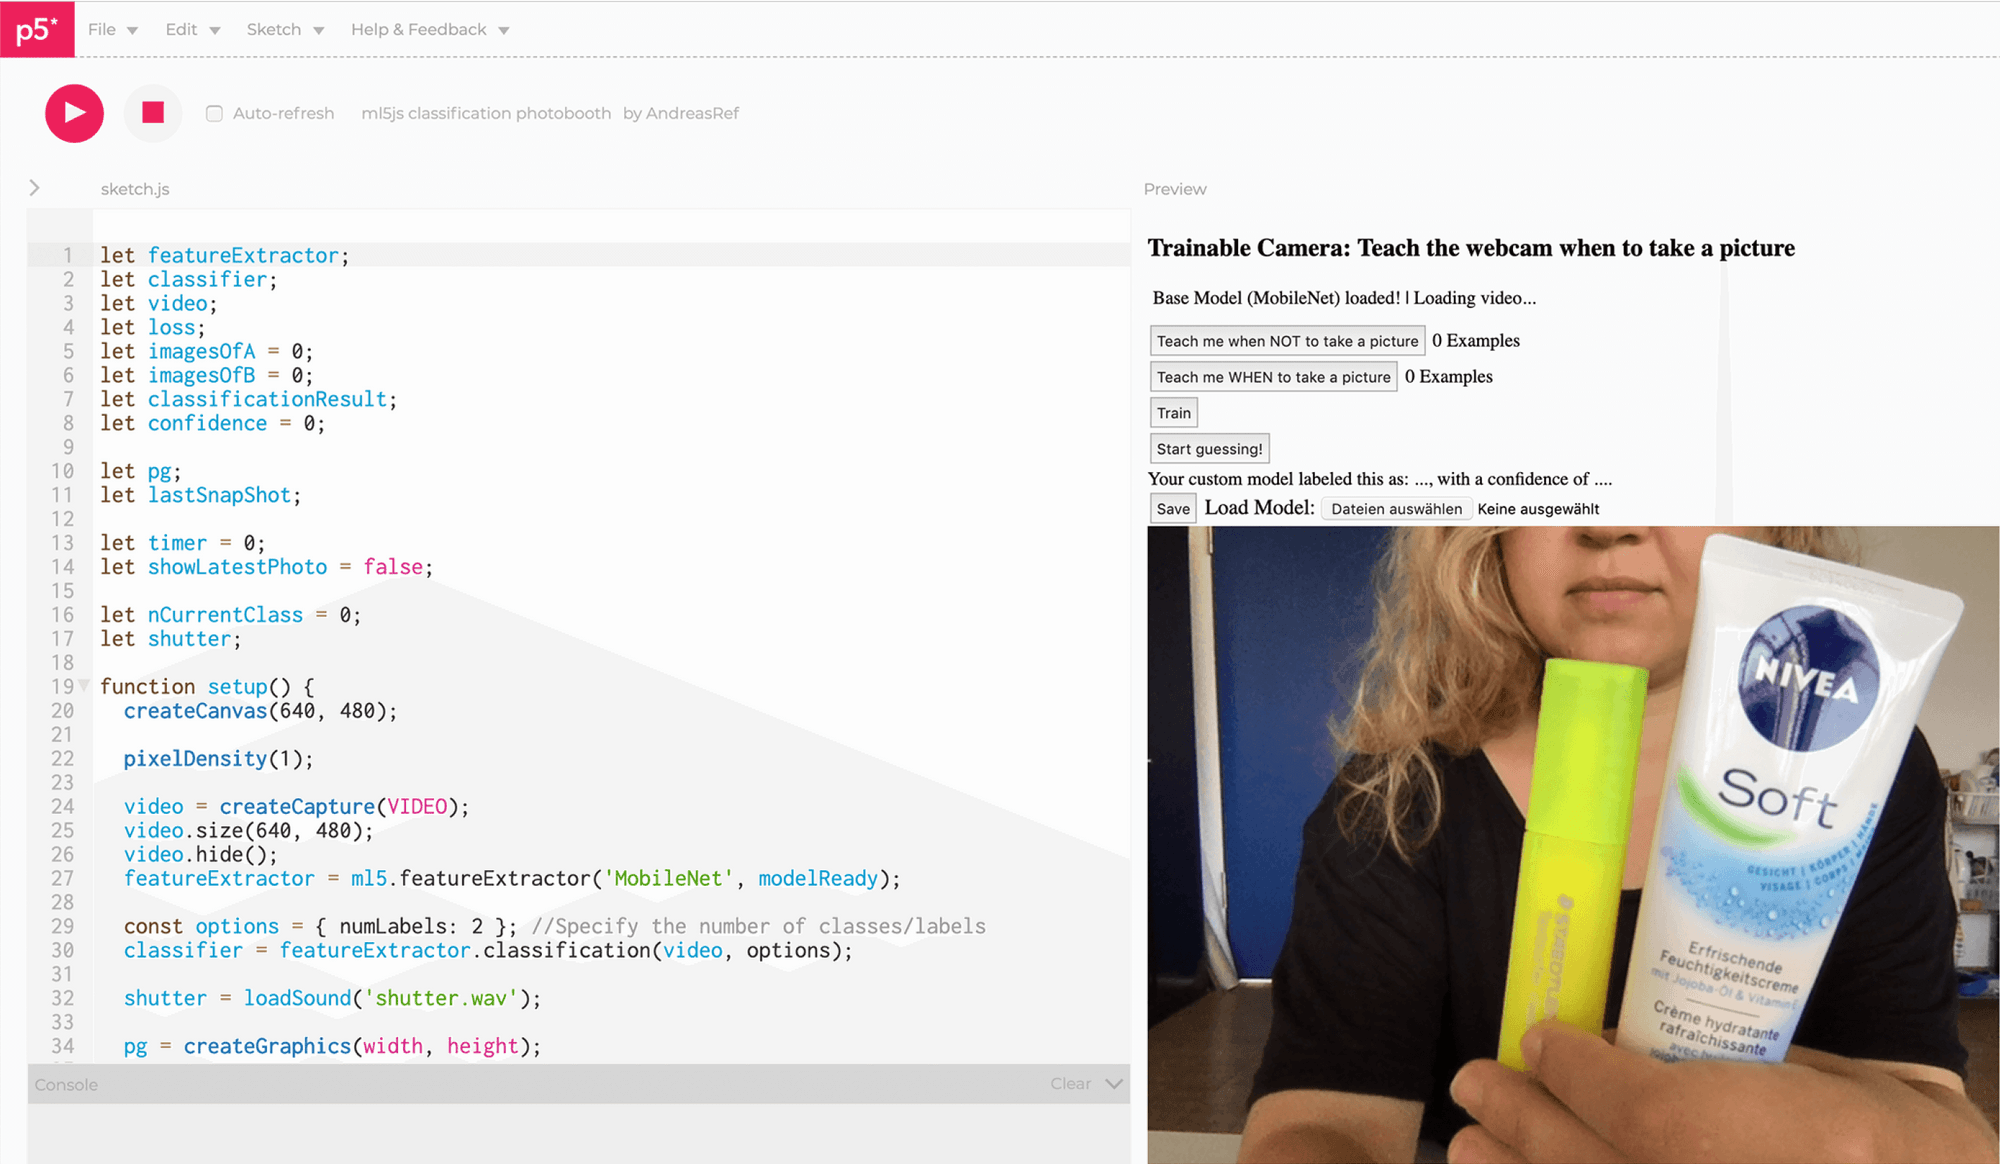 p5*
File Edit Sketch Help & Feedback
Auto-refresh ml5js classification photobooth by AndreasRef
sketch.js
1 let featureExtractor;
2 let classifier;
3 let video;
4 let loss;
5 let imagesOfA = 0;
6 let imagesOfB = 0;
7 let classificationResult;
8 let confidence = 0;
9
10 let pg;
11 let lastSnapShot;
12
13 let timer = 0;
14 let showLatestPhoto = false;
15
16 let nCurrentClass = 0;
17 let shutter;
18
19 function setup() {
20 createCanvas(640, 480);
21
22 pixelDensity(1);
23
24 video = createCapture(VIDEO);
25 video.size(640, 480);
26 video.hide();
27 featureExtractor = ml5.featureExtractor('MobileNet', modelReady);
28
29 const options = { numLabels: 2 }; //Specify the number of classes/labels
30 classifier = featureExtractor.classification(video, options);
31
32 shutter = loadSound('shutter.wav');
33
34 pg = createGraphics(width, height);
Console Clear
Preview
Trainable Camera: Teach the webcam when to take a picture
Base Model (MobileNet) loaded! | Loading video...
Teach me when NOT to take a picture 0 Examples
Teach me WHEN to take a picture 0 Examples
Train
Start guessing!
Your custom model labeled this as: ..., with a confidence of ....
Save Load Model: Dateien auswählen Keine ausgewählt
NIVEA
Soft
GESICHT | KÖRPER | HÄNDE
VISAGE | CORPS |
Erfrischende
Feuchtigkeitscreme
mit Jojoba-Öl & Vitamin E
Crème hydratante
rafraîchissante
avec